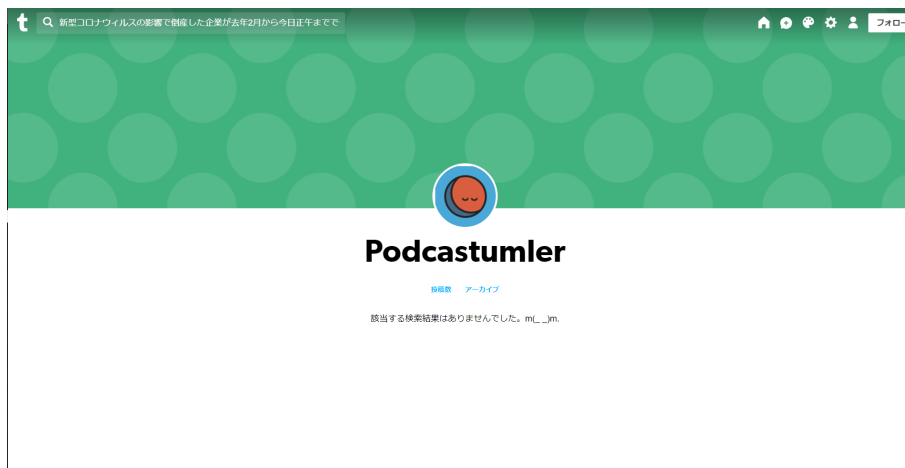 t
新型コロナウィルスの影響で倒産した企業が去年2月から今日正午までで
フォロー
Podcastumler
投稿数 アーカイブ
該当する検索結果はありませんでした。m(_ _)m.